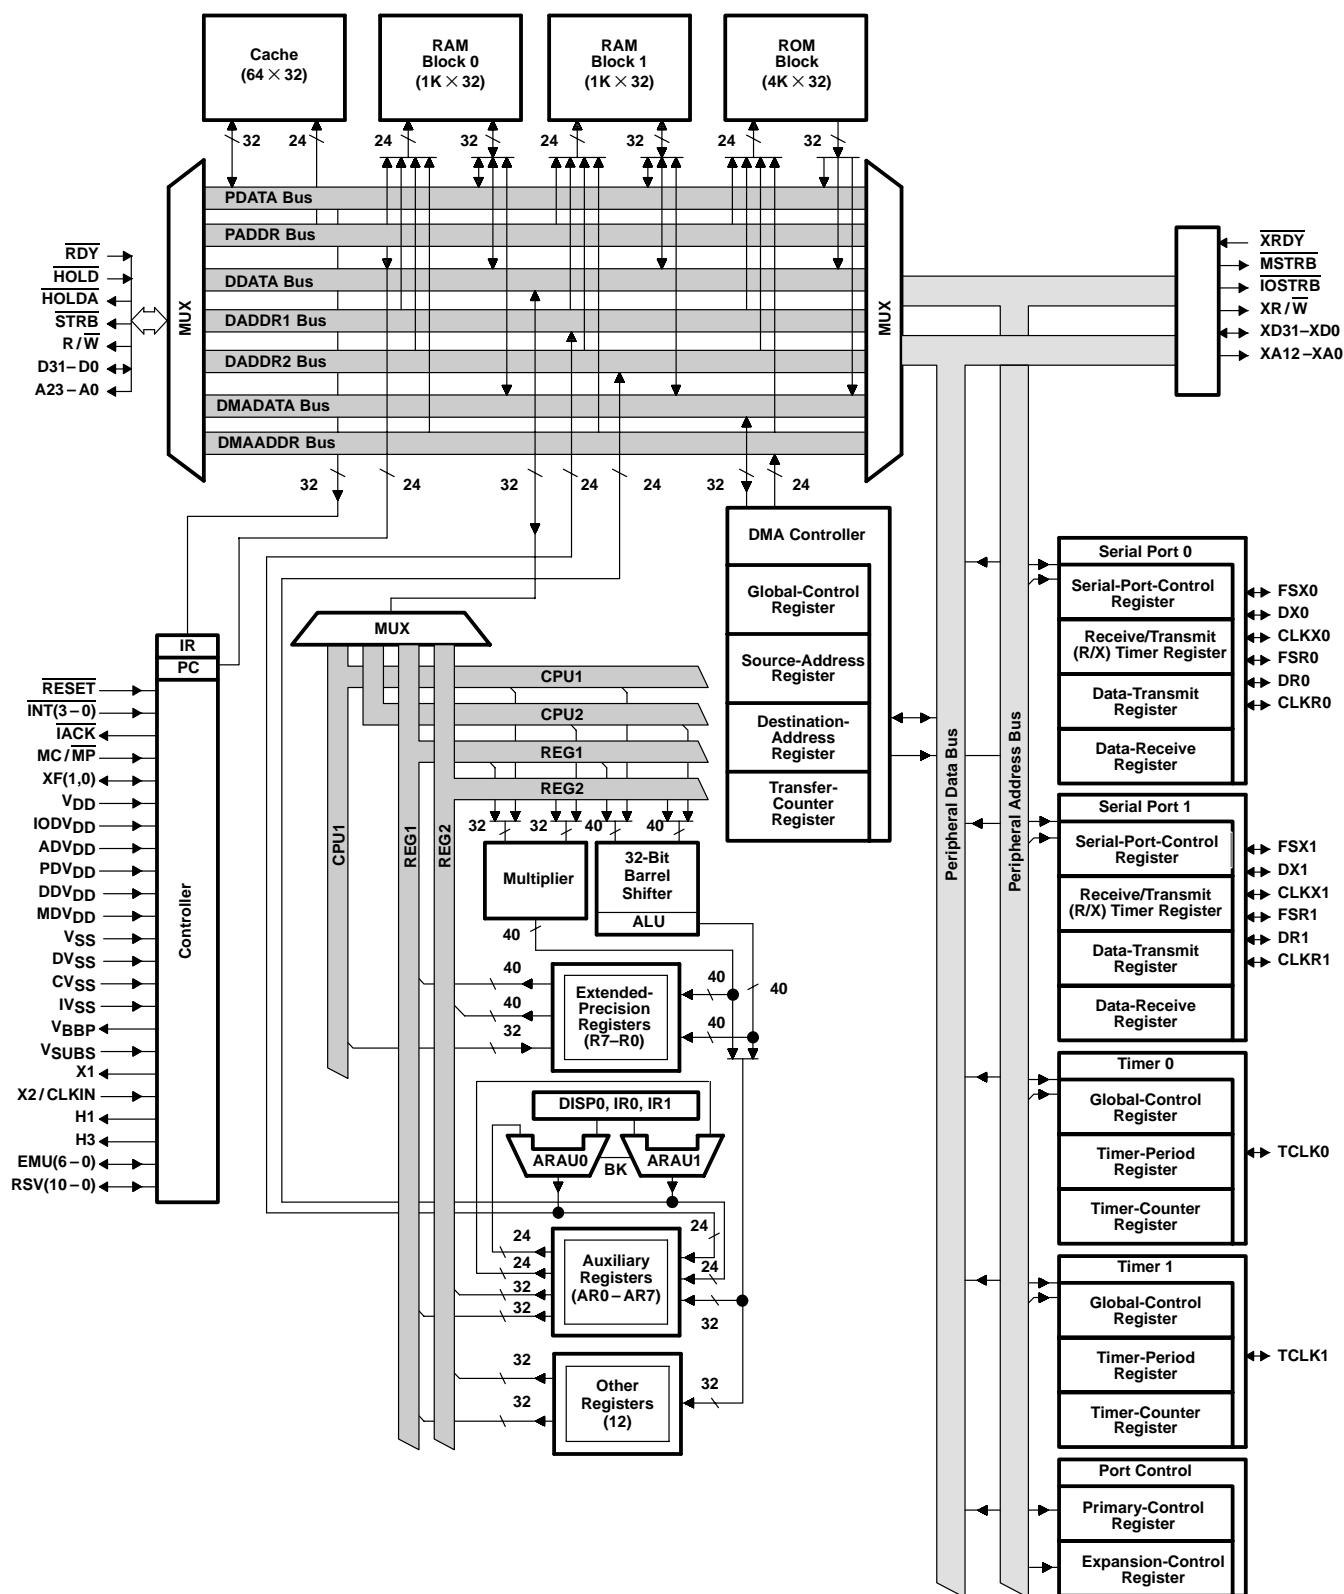 Cache
(64 × 32)
RAM
Block 0
(1K × 32)
RAM
Block 1
(1K × 32)
ROM
Block
(4K × 32)
32
24
24
32
24
32
24
32
MUX
PDATA Bus
PADDR Bus
DDATA Bus
DADDR1 Bus
DADDR2 Bus
DMADATA Bus
DMAADDR Bus
MUX
RDY
HOLD
HOLDA
STRB
R/W
D31–D0
A23–A0
XRDY
MSTRB
IOSTRB
XR/W
XD31–XD0
XA12–XA0
32
24
32
24
24
32
24
DMA Controller
Global-Control
Register
Source-Address
Register
Destination-
Address
Register
Transfer-
Counter
Register
Peripheral Data Bus
Peripheral Address Bus
IR
PC
Controller
RESET
INT(3–0)
IACK
MC/MP
XF(1,0)
VDD
IODVDD
ADVDD
PDVDD
DDVDD
MDVDD
VSS
DVSS
CVSS
IVSS
VBBP
VSUBS
X1
X2/CLKIN
H1
H3
EMU(6–0)
RSV(10–0)
MUX
CPU1
CPU2
REG1
REG2
CPU1
REG1
REG2
32
32
40
40
Multiplier
32-Bit
Barrel
Shifter
ALU
40
40
40
32
Extended-
Precision
Registers
(R7–R0)
40
40
40
DISP0, IR0, IR1
ARAU0
BK
ARAU1
24
24
32
32
Auxiliary
Registers
(AR0–AR7)
24
24
32
32
32
Other
Registers
(12)
32
Serial Port 0
Serial-Port-Control
Register
Receive/Transmit
(R/X) Timer Register
Data-Transmit
Register
Data-Receive
Register
FSX0
DX0
CLKX0
FSR0
DR0
CLKR0
Serial Port 1
Serial-Port-Control
Register
Receive/Transmit
(R/X) Timer Register
Data-Transmit
Register
Data-Receive
Register
FSX1
DX1
CLKX1
FSR1
DR1
CLKR1
Timer 0
Global-Control
Register
Timer-Period
Register
Timer-Counter
Register
TCLK0
Timer 1
Global-Control
Register
Timer-Period
Register
Timer-Counter
Register
TCLK1
Port Control
Primary-Control
Register
Expansion-Control
Register